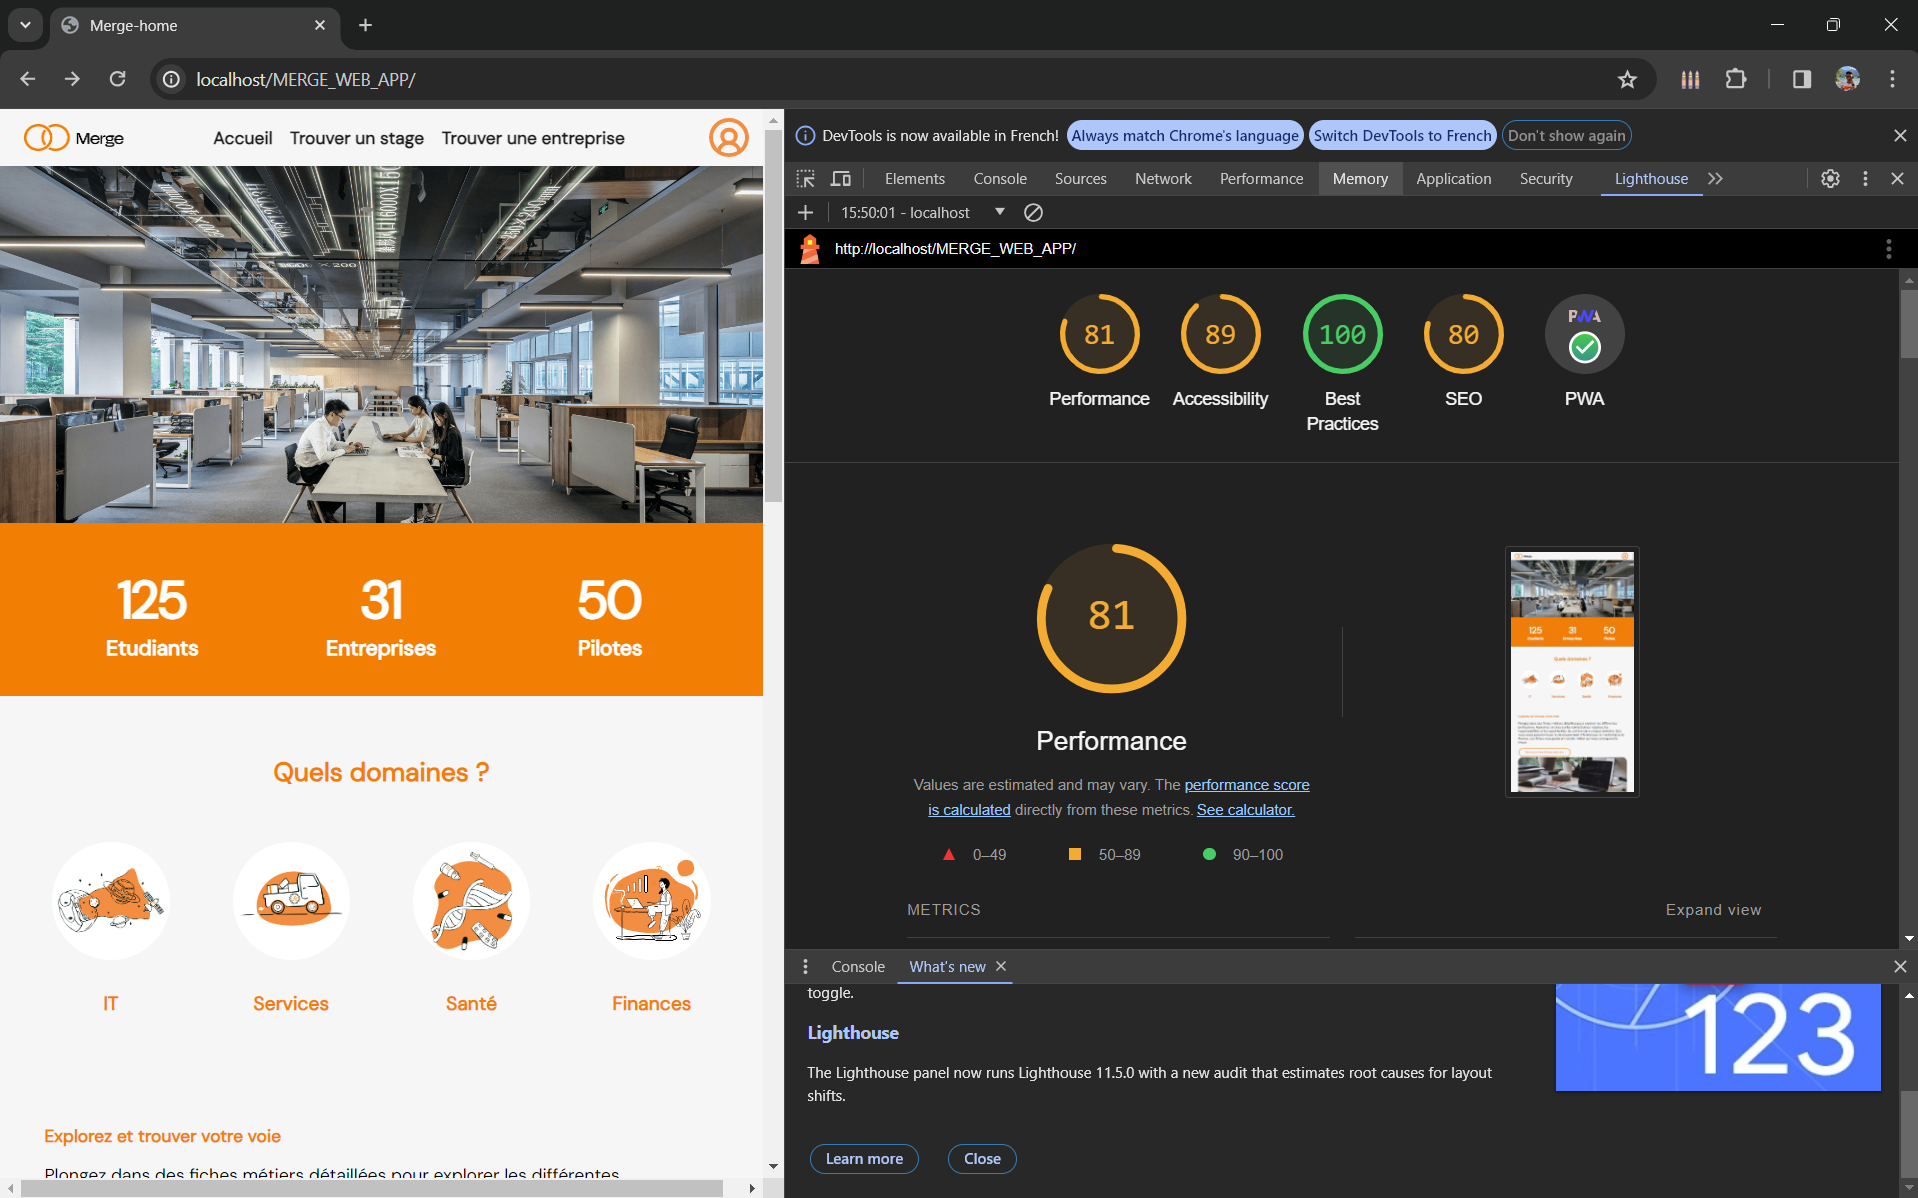 Merge-home
localhost/MERGE_WEB_APP/
Merge
Accueil
Trouver un stage
Trouver une entreprise
125
Etudiants
31
Entreprises
50
Pilotes
Quels domaines ?
IT
Services
Santé
Finances
Explorez et trouver votre voie
Plongez dans des fiches métiers détaillées pour explorer les différentes
DevTools is now available in French!
Always match Chrome's language
Switch DevTools to French
Don't show again
Elements
Console
Sources
Network
Performance
Memory
Application
Security
Lighthouse
15:50:01 - localhost
http://localhost/MERGE_WEB_APP/
81
Performance
89
Accessibility
100
Best
Practices
80
SEO
PWA
PWA
81
Performance
Values are estimated and may vary. The performance score
is calculated directly from these metrics. See calculator.
0–49
50–89
90–100
125
31
50
Quels domaines ?
METRICS
Expand view
Console
What's new
toggle.
Lighthouse
The Lighthouse panel now runs Lighthouse 11.5.0 with a new audit that estimates root causes for layout
shifts.
123
Learn more
Close